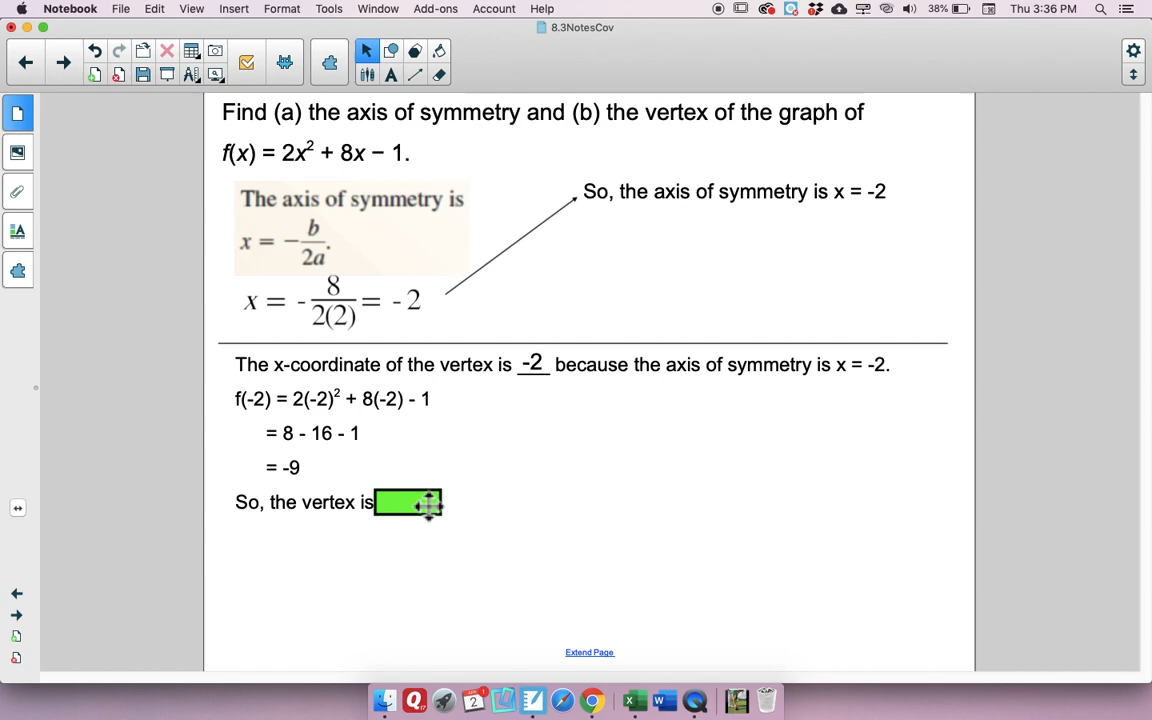 Notebook File Edit View Insert Format Tools Window Add-ons Account Help 38% Thu 3:36 PM
8.3NotesCov
Find (a) the axis of symmetry and (b) the vertex of the graph of
f(x) = 2x² + 8x − 1.
The axis of symmetry is
x = − b/2a.
So, the axis of symmetry is x = -2
x = - 8/2(2) = - 2
The x-coordinate of the vertex is -2 because the axis of symmetry is x = -2.
f(-2) = 2(-2)² + 8(-2) - 1
= 8 - 16 - 1
= -9
So, the vertex is
Extend Page